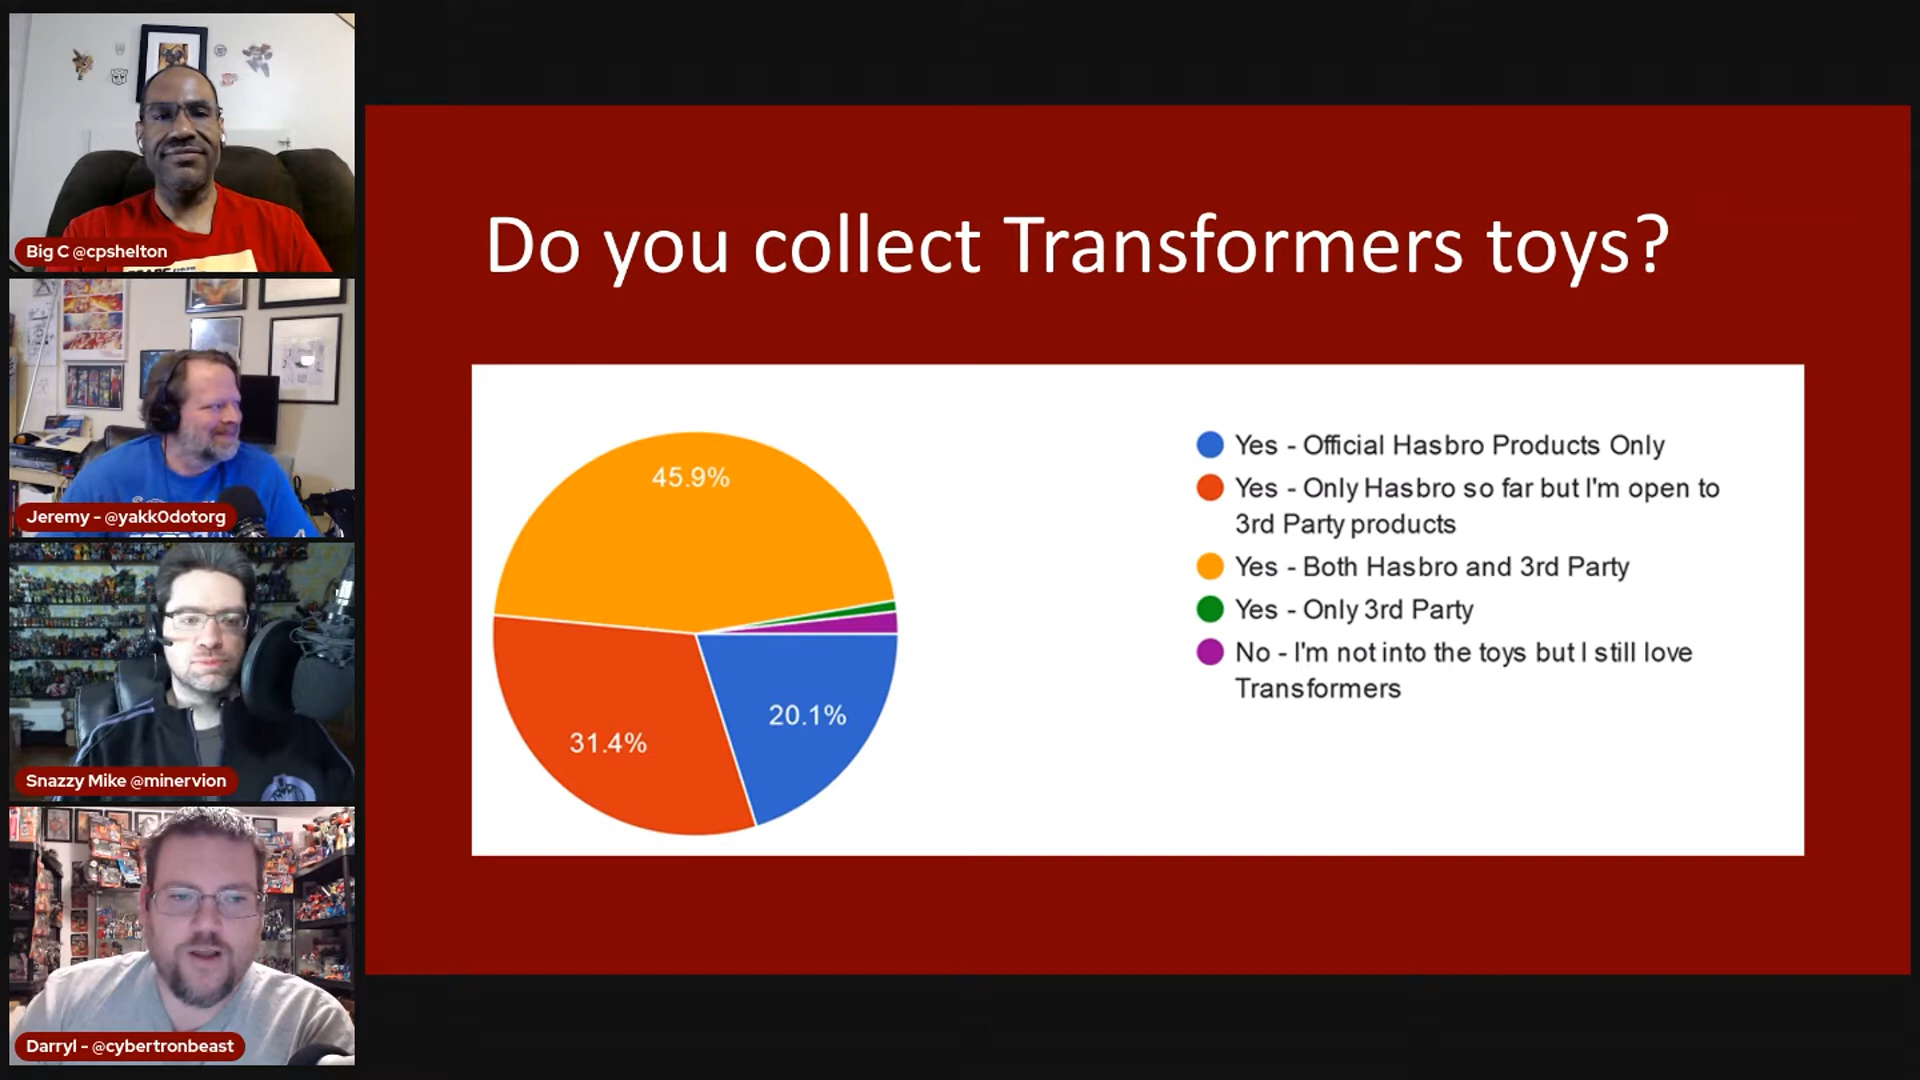 Big C @cpshelton
Jeremy - @yakk0dotorg
Snazzy Mike @minervion
Darryl - @cybertronbeast
Do you collect Transformers toys?
45.9%
31.4%
20.1%
Yes - Official Hasbro Products Only
Yes - Only Hasbro so far but I'm open to
3rd Party products
Yes - Both Hasbro and 3rd Party
Yes - Only 3rd Party
No - I'm not into the toys but I still love
Transformers